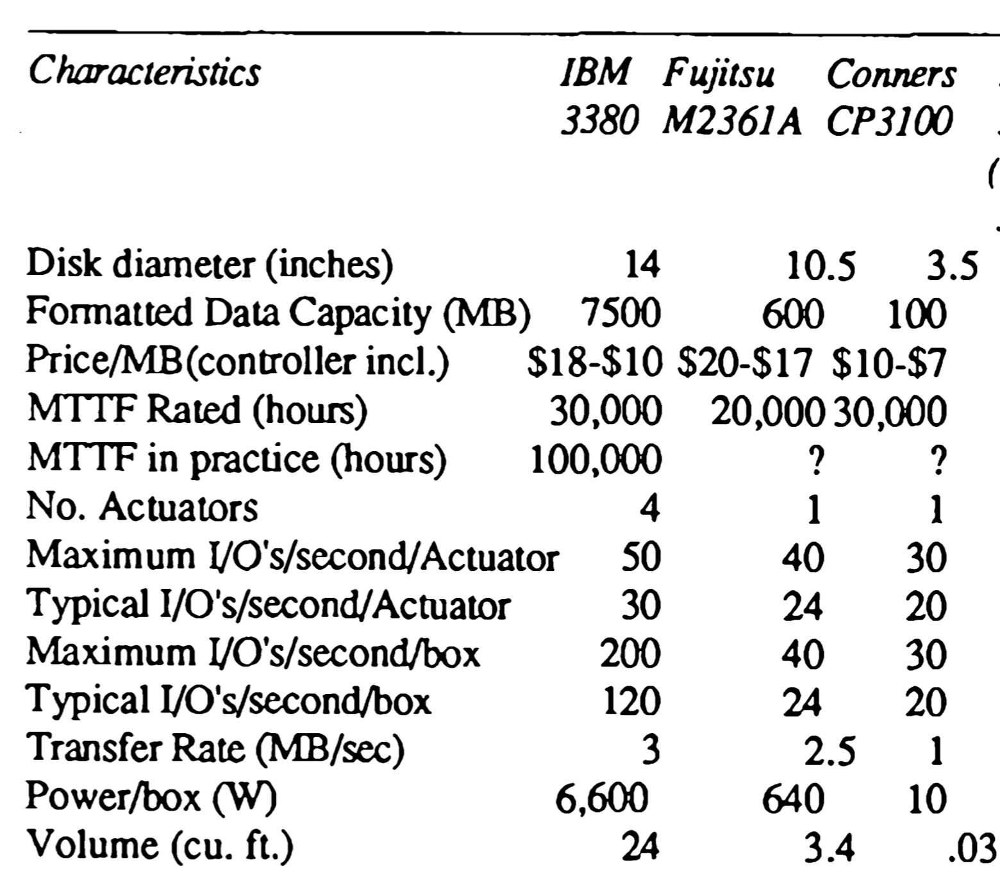 Characteristics IBM Fujitsu Conners
3380 M2361A CP3100
(
Disk diameter (inches) 14 10.5 3.5
Formatted Data Capacity (MB) 7500 600 100
Price/MB(controller incl.) $18-$10 $20-$17 $10-$7
MTTF Rated (hours) 30,000 20,000 30,000
MTTF in practice (hours) 100,000 ? ?
No. Actuators 4 1 1
Maximum I/O's/second/Actuator 50 40 30
Typical I/O's/second/Actuator 30 24 20
Maximum I/O's/second/box 200 40 30
Typical I/O's/second/box 120 24 20
Transfer Rate (MB/sec) 3 2.5 1
Power/box (W) 6,600 640 10
Volume (cu. ft.) 24 3.4 .03